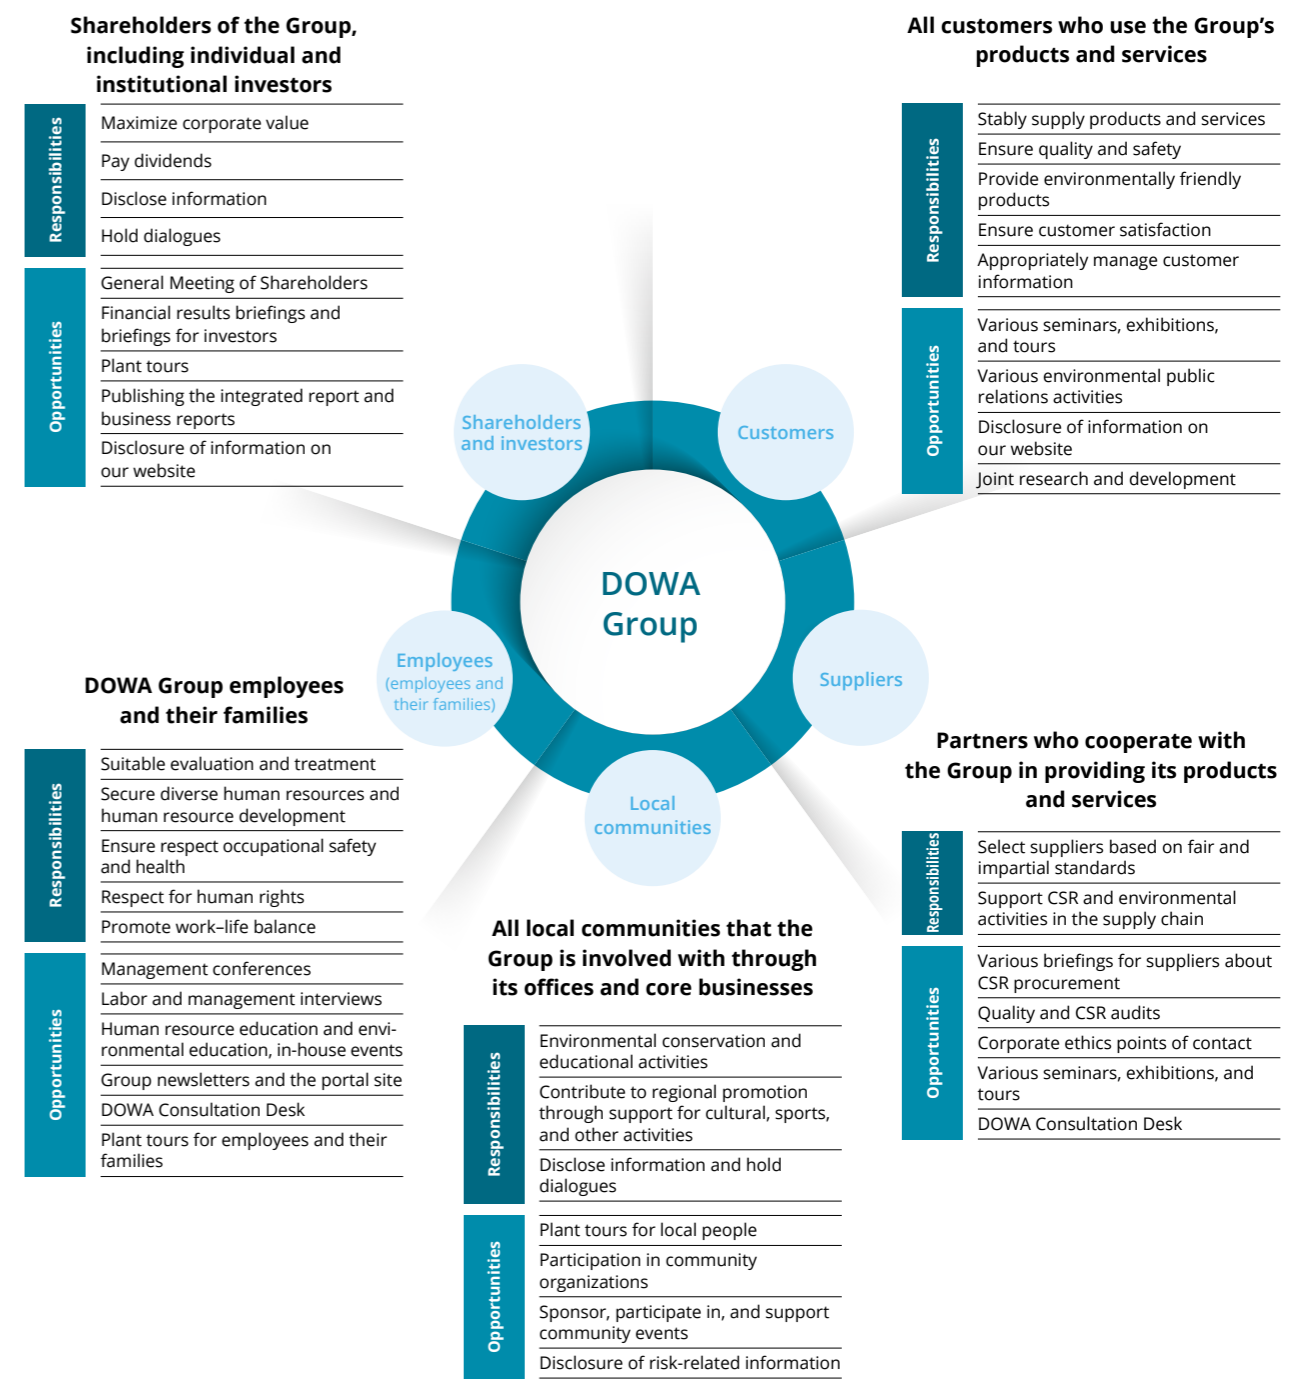 Shareholders of the Group,
including individual and
institutional investors
Responsibilities
Maximize corporate value
Pay dividends
Disclose information
Hold dialogues
Opportunities
General Meeting of Shareholders
Financial results briefings and
briefings for investors
Plant tours
Publishing the integrated report and
business reports
Disclosure of information on
our website
All customers who use the Group's
products and services
Responsibilities
Stably supply products and services
Ensure quality and safety
Provide environmentally friendly
products
Ensure customer satisfaction
Appropriately manage customer
information
Opportunities
Various seminars, exhibitions,
and tours
Various environmental public
relations activities
Disclosure of information on
our website
Joint research and development
Shareholders
and investors
Customers
DOWA
Group
Employees
(employees and
their families)
Suppliers
Local
communities
DOWA Group employees
and their families
Responsibilities
Suitable evaluation and treatment
Secure diverse human resources and
human resource development
Ensure respect occupational safety
and health
Respect for human rights
Promote work–life balance
Opportunities
Management conferences
Labor and management interviews
Human resource education and envi-
ronmental education, in-house events
Group newsletters and the portal site
DOWA Consultation Desk
Plant tours for employees and their
families
All local communities that the
Group is involved with through
its offices and core businesses
Responsibilities
Environmental conservation and
educational activities
Contribute to regional promotion
through support for cultural, sports,
and other activities
Disclose information and hold
dialogues
Opportunities
Plant tours for local people
Participation in community
organizations
Sponsor, participate in, and support
community events
Disclosure of risk-related information
Partners who cooperate with
the Group in providing its products
and services
Responsibilities
Select suppliers based on fair and
impartial standards
Support CSR and environmental
activities in the supply chain
Opportunities
Various briefings for suppliers about
CSR procurement
Quality and CSR audits
Corporate ethics points of contact
Various seminars, exhibitions, and
tours
DOWA Consultation Desk